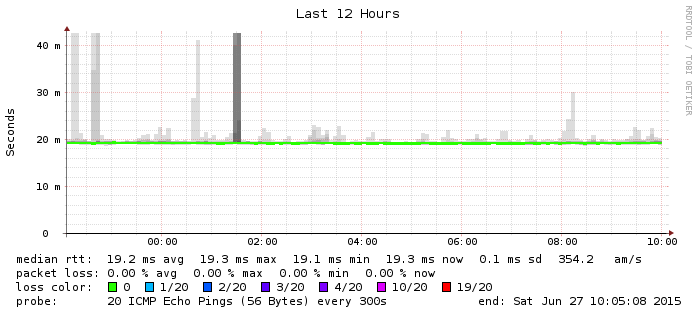 Last 12 Hours
RRDTOOL / TOBI OETIKER
Seconds
40 m
30 m
20 m
10 m
0
00:00 02:00 04:00 06:00 08:00 10:00
median rtt: 19.2 ms avg 19.3 ms max 19.1 ms min 19.3 ms now 0.1 ms sd 354.2 am/s
packet loss: 0.00 % avg 0.00 % max 0.00 % min 0.00 % now
loss color: 0 1/20 2/20 3/20 4/20 10/20 19/20
probe: 20 ICMP Echo Pings (56 Bytes) every 300s end: Sat Jun 27 10:05:08 2015